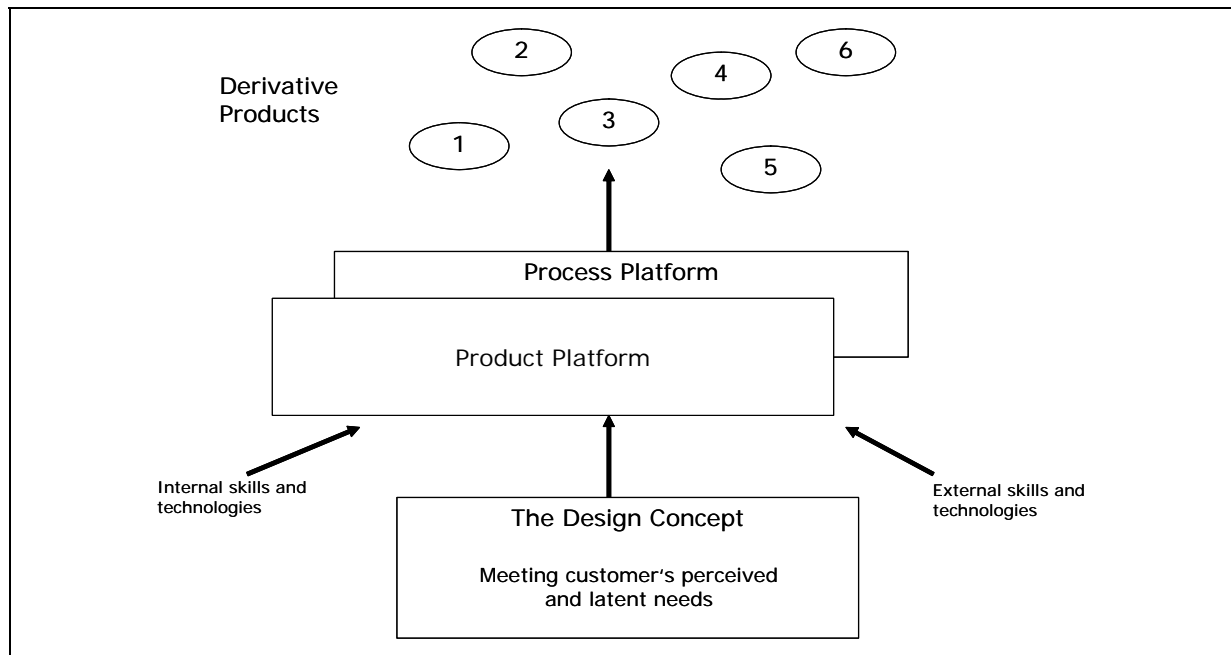 2
6
4
Derivative
Products
3
1
5
Process Platform
Product Platform
Internal skills and
technologies
External skills and
technologies
The Design Concept
Meeting customer‘s perceived
and latent needs